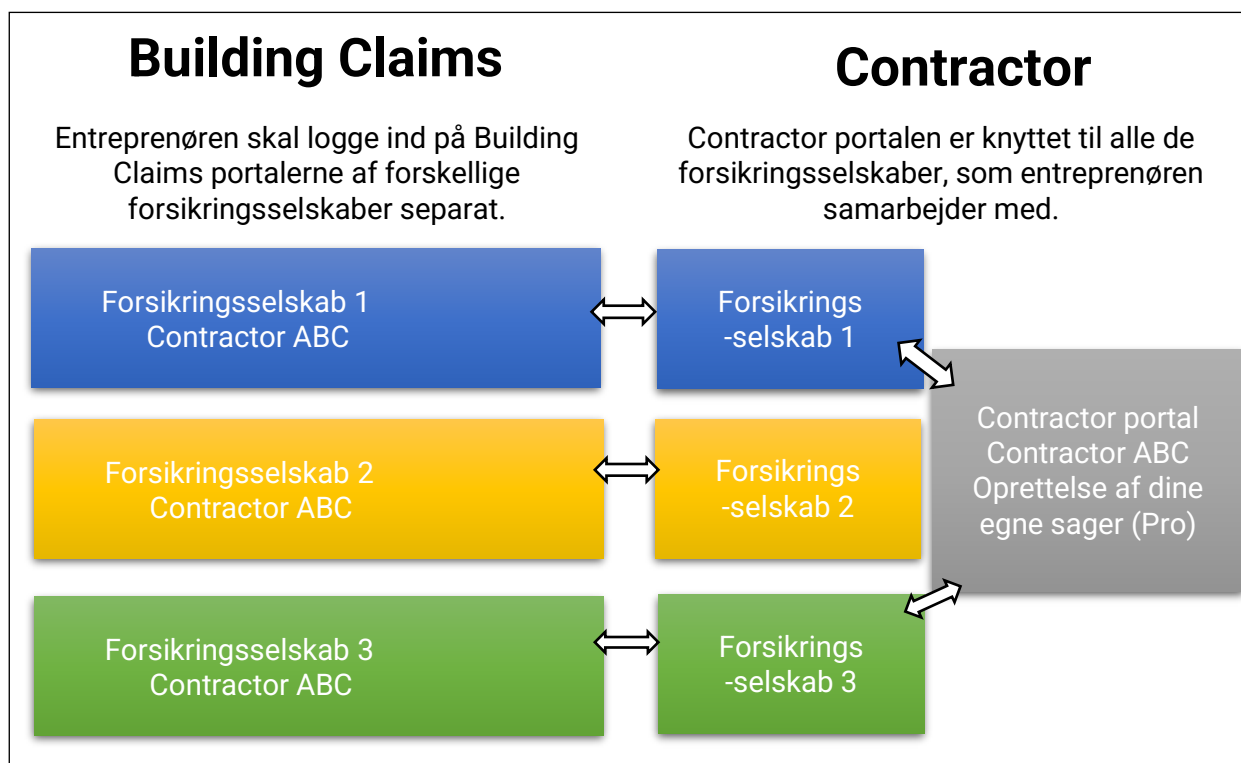 Building Claims
Entreprenøren skal logge ind på Building
Claims portalerne af forskellige
forsikringsselskaber separat.
Contractor
Contractor portalen er knyttet til alle de
forsikringsselskaber, som entreprenøren
samarbejder med.
Forsikringsselskab 1
Contractor ABC
Forsikrings
-selskab 1
Forsikringsselskab 2
Contractor ABC
Forsikrings
-selskab 2
Forsikringsselskab 3
Contractor ABC
Forsikrings
-selskab 3
Contractor portal
Contractor ABC
Oprettelse af dine
egne sager (Pro)